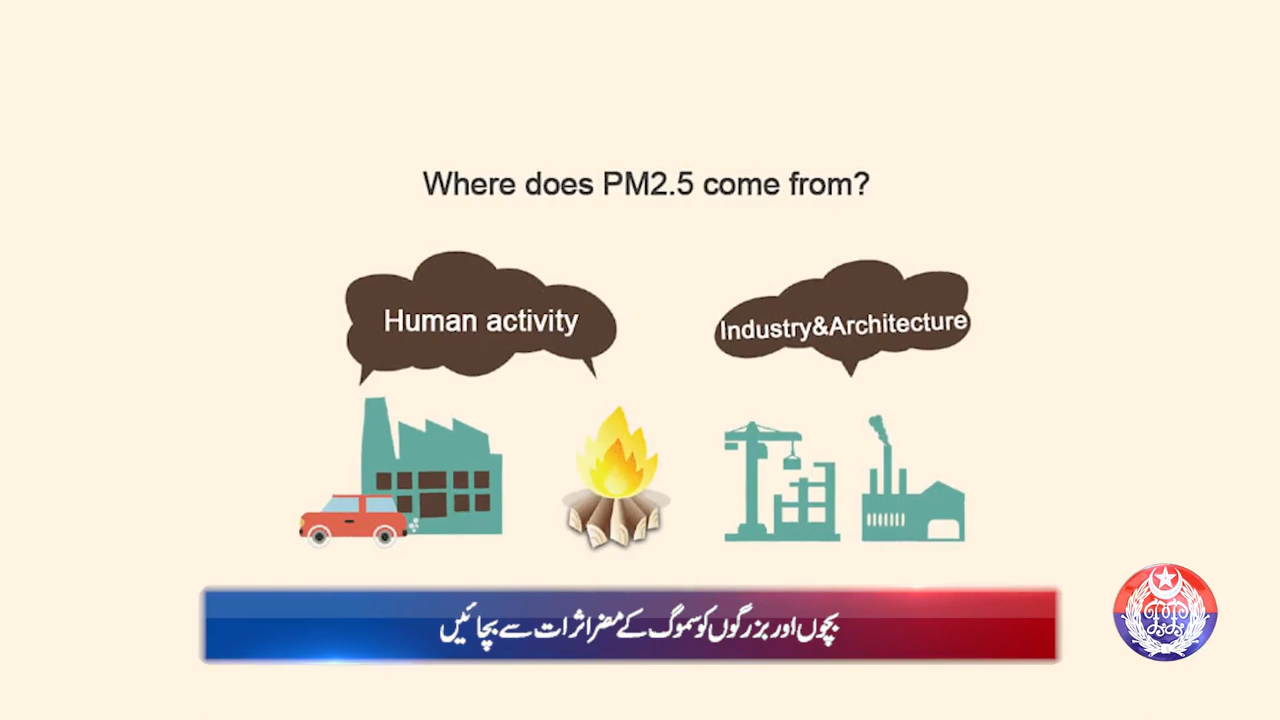 Where does PM2.5 come from?
Human activity
Industry&Architecture
بچوں اور بزرگوں کو سموگ کے مضر اثرات سے بچائیں